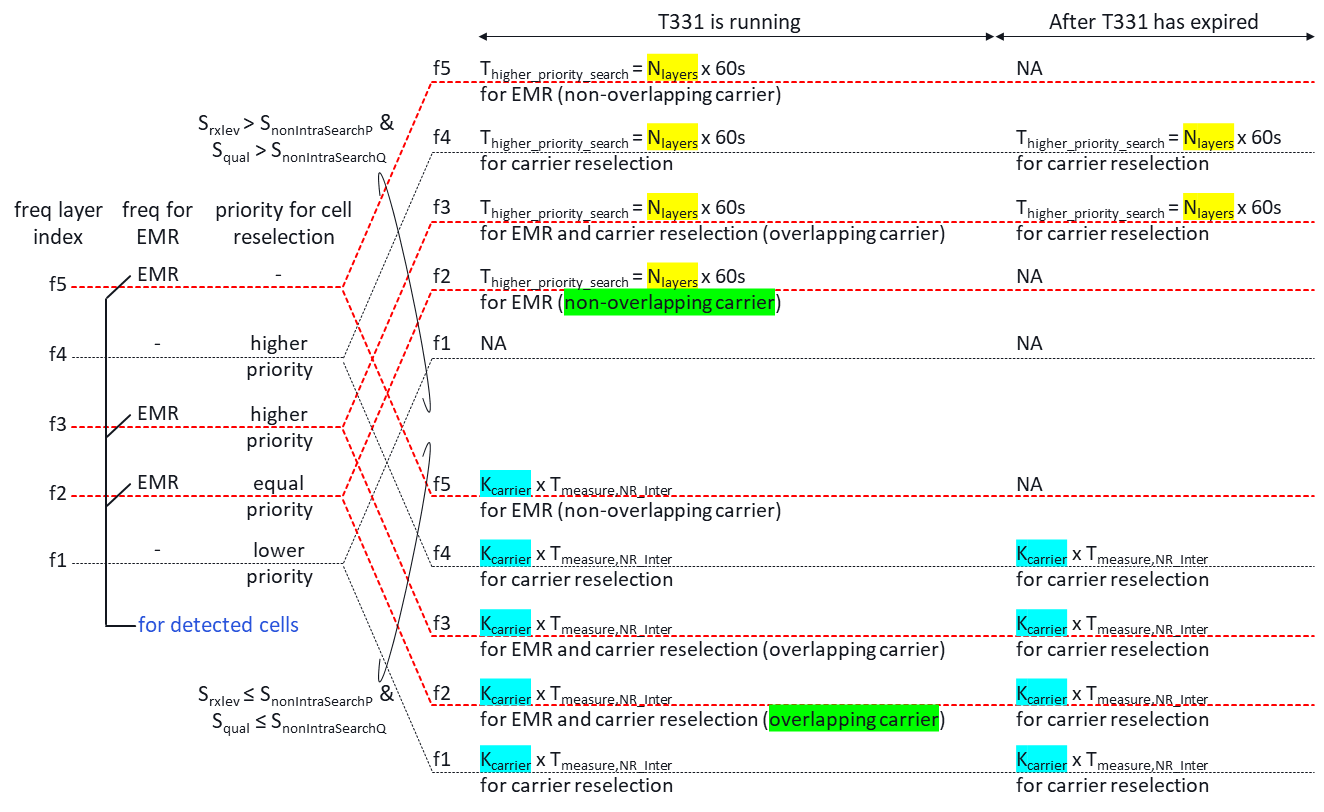 T331 is running
After T331 has expired
f5
Thigher_priority_search = Nlayers x 60s
for EMR (non-overlapping carrier)
NA
Srxlev > SnonIntraSearchP &
Squal > SnonIntraSearchQ
f4
Thigher_priority_search = Nlayers x 60s
for carrier reselection
Thigher_priority_search = Nlayers x 60s
for carrier reselection
f3
Thigher_priority_search = Nlayers x 60s
for EMR and carrier reselection (overlapping carrier)
Thigher_priority_search = Nlayers x 60s
for carrier reselection
f2
Thigher_priority_search = Nlayers x 60s
for EMR (non-overlapping carrier)
NA
f1
NA
NA
freq layer
index
freq for
EMR
priority for cell
reselection
f5
EMR
-
f4
-
higher
priority
f3
EMR
higher
priority
f2
EMR
equal
priority
f1
-
lower
priority
for detected cells
Srxlev ≤ SnonIntraSearchP &
Squal ≤ SnonIntraSearchQ
f5
Kcarrier x Tmeasure,NR_Inter
for EMR (non-overlapping carrier)
NA
f4
Kcarrier x Tmeasure,NR_Inter
for carrier reselection
Kcarrier x Tmeasure,NR_Inter
for carrier reselection
f3
Kcarrier x Tmeasure,NR_Inter
for EMR and carrier reselection (overlapping carrier)
Kcarrier x Tmeasure,NR_Inter
for carrier reselection
f2
Kcarrier x Tmeasure,NR_Inter
for EMR and carrier reselection (overlapping carrier)
Kcarrier x Tmeasure,NR_Inter
for carrier reselection
f1
Kcarrier x Tmeasure,NR_Inter
for carrier reselection
Kcarrier x Tmeasure,NR_Inter
for carrier reselection